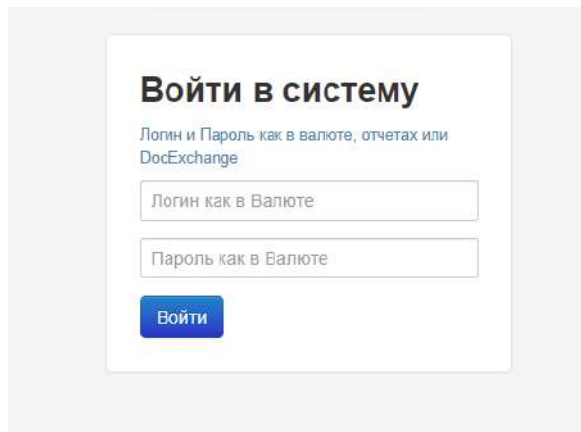 Войти в систему
Логин и Пароль как в валюте, отчетах или
DocExchange
Логин как в Валюте
Пароль как в Валюте
Войти